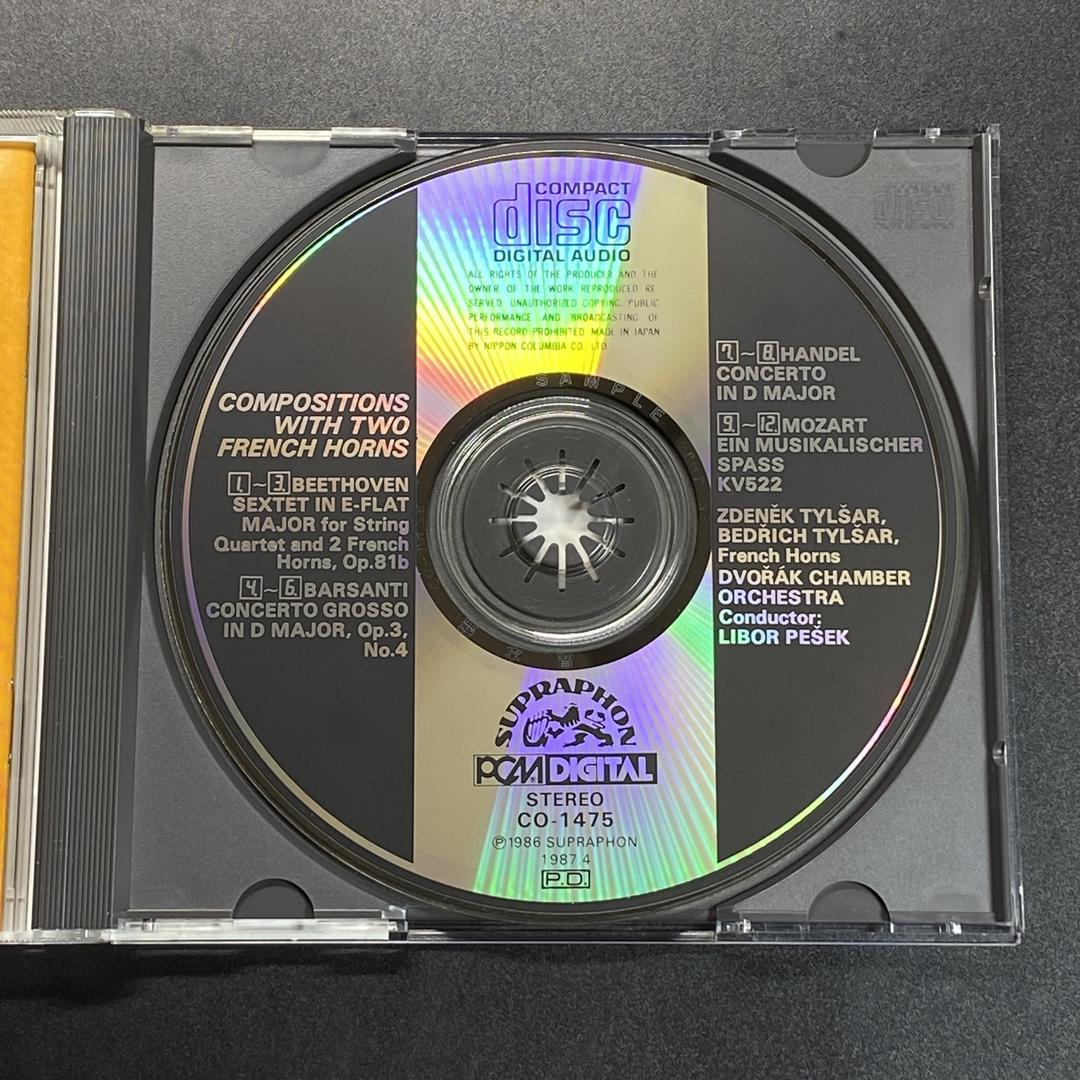 COMPACT
disc
DIGITAL AUDIO
ALL RIGHTS OF THE PRODUCER AND THE
OWNER OF THE WORK REPRODUCED RE-
SERVED. UNAUTHORIZED COPYING, PUBLIC
PERFORMANCE AND BROADCASTING OF
THIS RECORD PROHIBITED. MADE IN JAPAN
BY NIPPON COLUMBIA CO., LTD.
SAMPLE
COMPOSITIONS
WITH TWO
FRENCH HORNS
1.~3.BEETHOVEN
SEXTET IN E-FLAT
MAJOR for String
Quartet and 2 French
Horns, Op.81b
4.~6.BARSANTI
CONCERTO GROSSO
IN D MAJOR, Op.3,
No.4
7.~8.HANDEL
CONCERTO
IN D MAJOR
9.~12.MOZART
EIN MUSIKALISCHER
SPASS
KV522
ZDENĚK TYLŠAR,
BEDŘICH TYLŠAR,
French Horns
DVOŘÁK CHAMBER
ORCHESTRA
Conductor:
LIBOR PEŠEK
SUPRAPHON
PCM DIGITAL
STEREO
CO-1475
Ⓟ1986 SUPRAPHON
1987.4
P.D.
disc